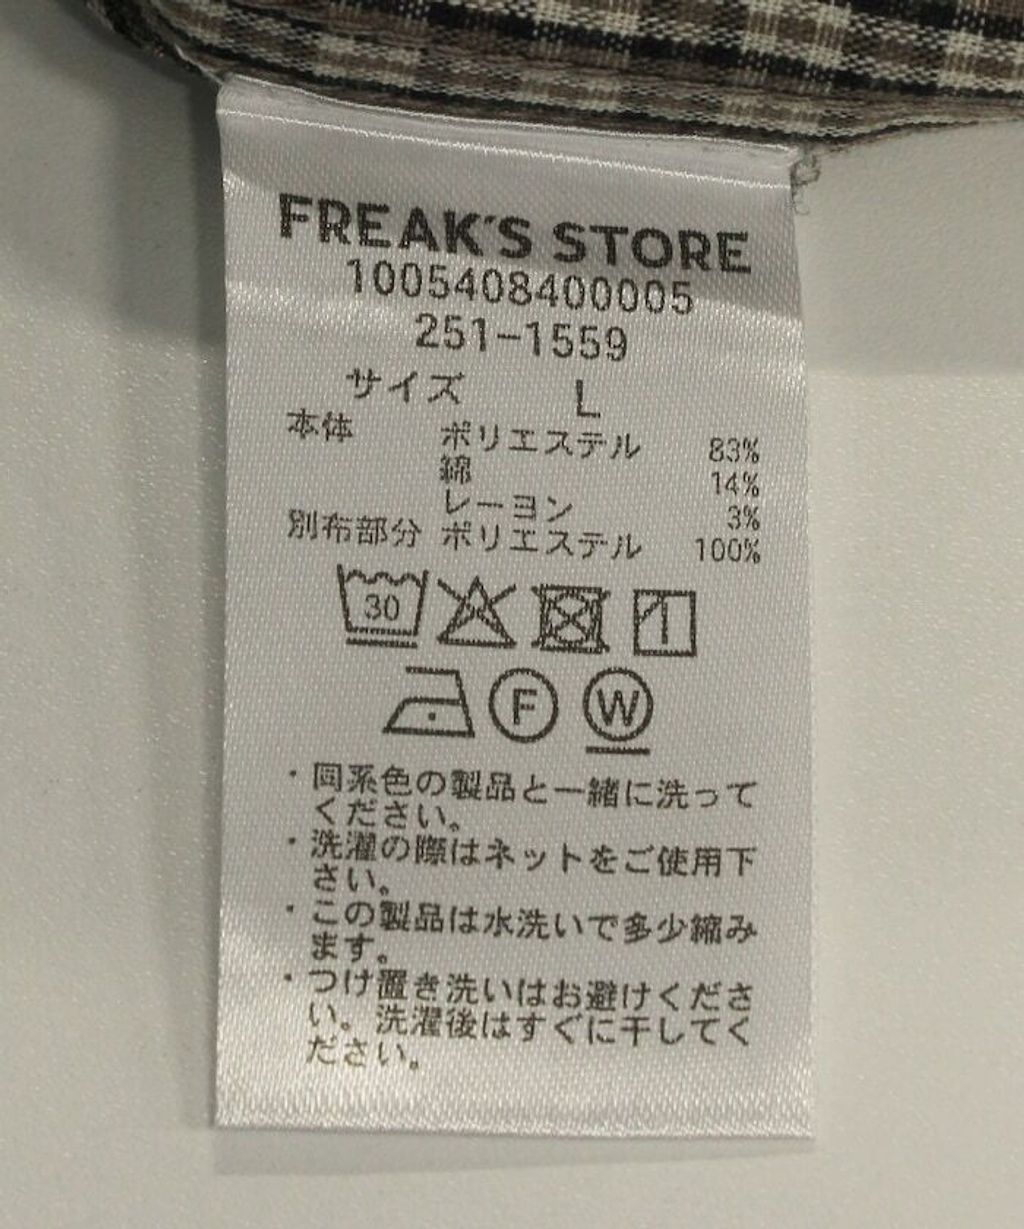 FREAK'S STORE
1005408400005
251-1559
サイズ L
本体 ポリエステル 83%
綿 14%
レーヨン 3%
別布部分 ポリエステル 100%
30
F W
・同系色の製品と一緒に洗って
ください。
・洗濯の際はネットをご使用下
さい。
・この製品は水洗いで多少縮み
ます。
・つけ置き洗いはお避けくださ
い。洗濯後はすぐに干してく
ださい。